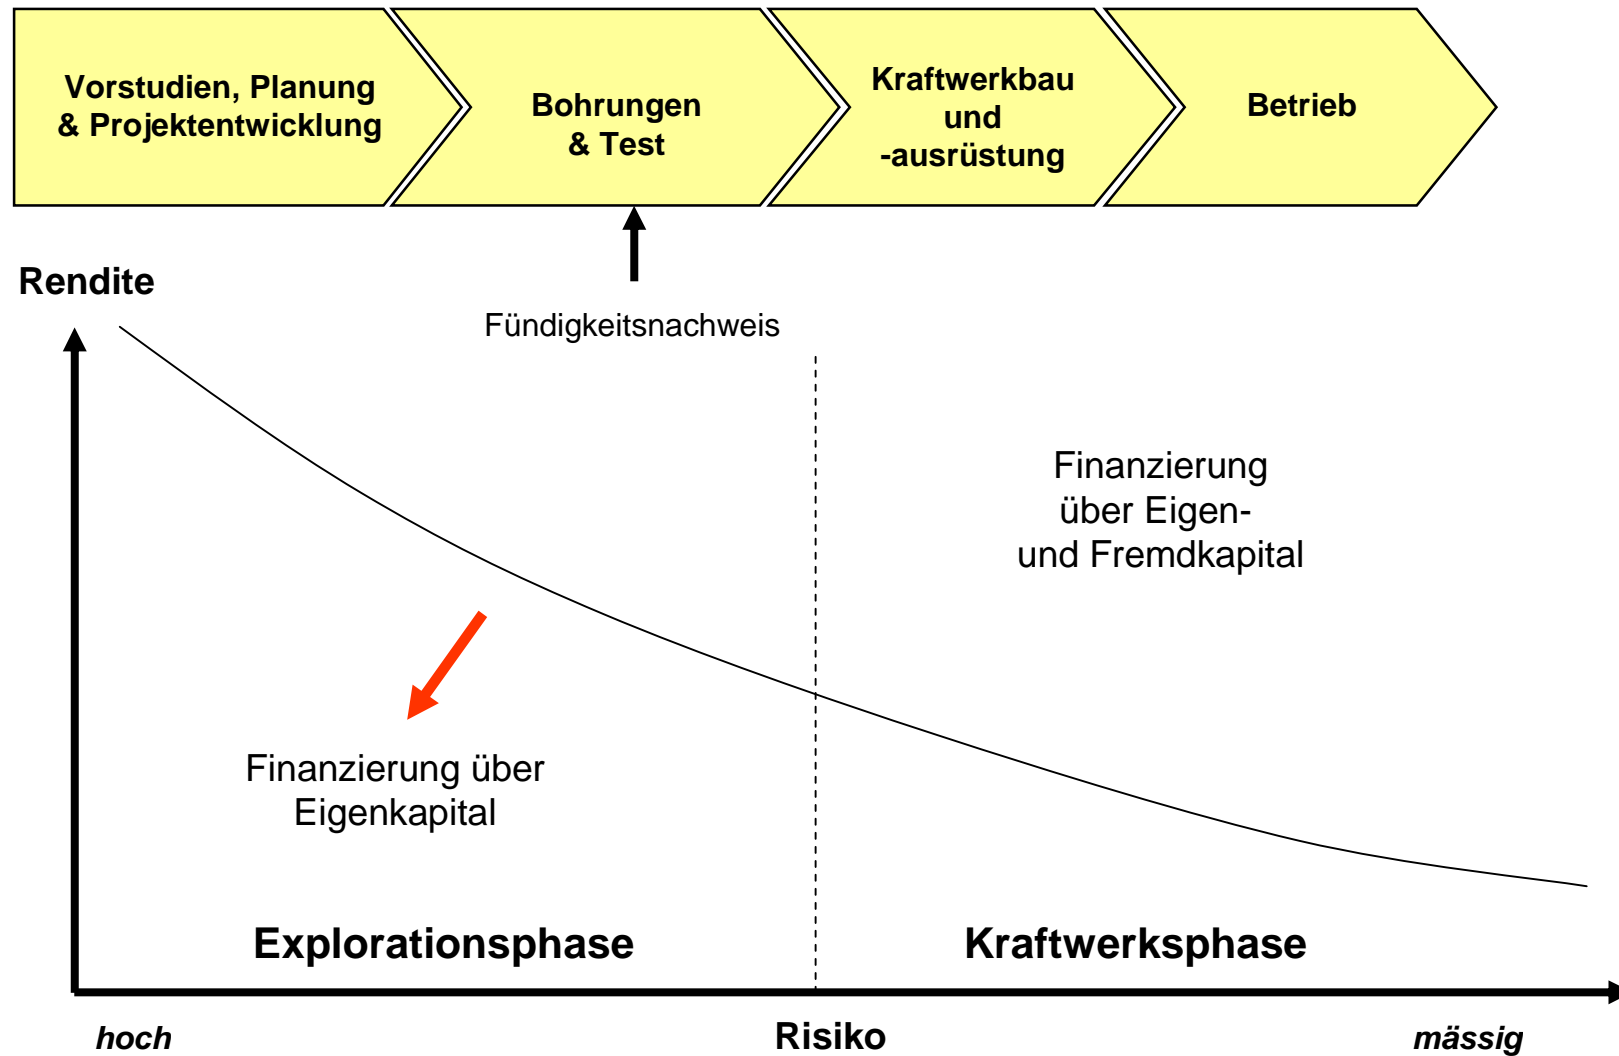 Vorstudien, Planung
& Projektentwicklung
Bohrungen
& Test
Kraftwerkbau
und
-ausrüstung
Betrieb
Rendite
Fündigkeitsnachweis
Finanzierung
über Eigen-
und Fremdkapital
Finanzierung über
Eigenkapital
Explorationsphase
Kraftwerksphase
hoch
Risiko
mässig